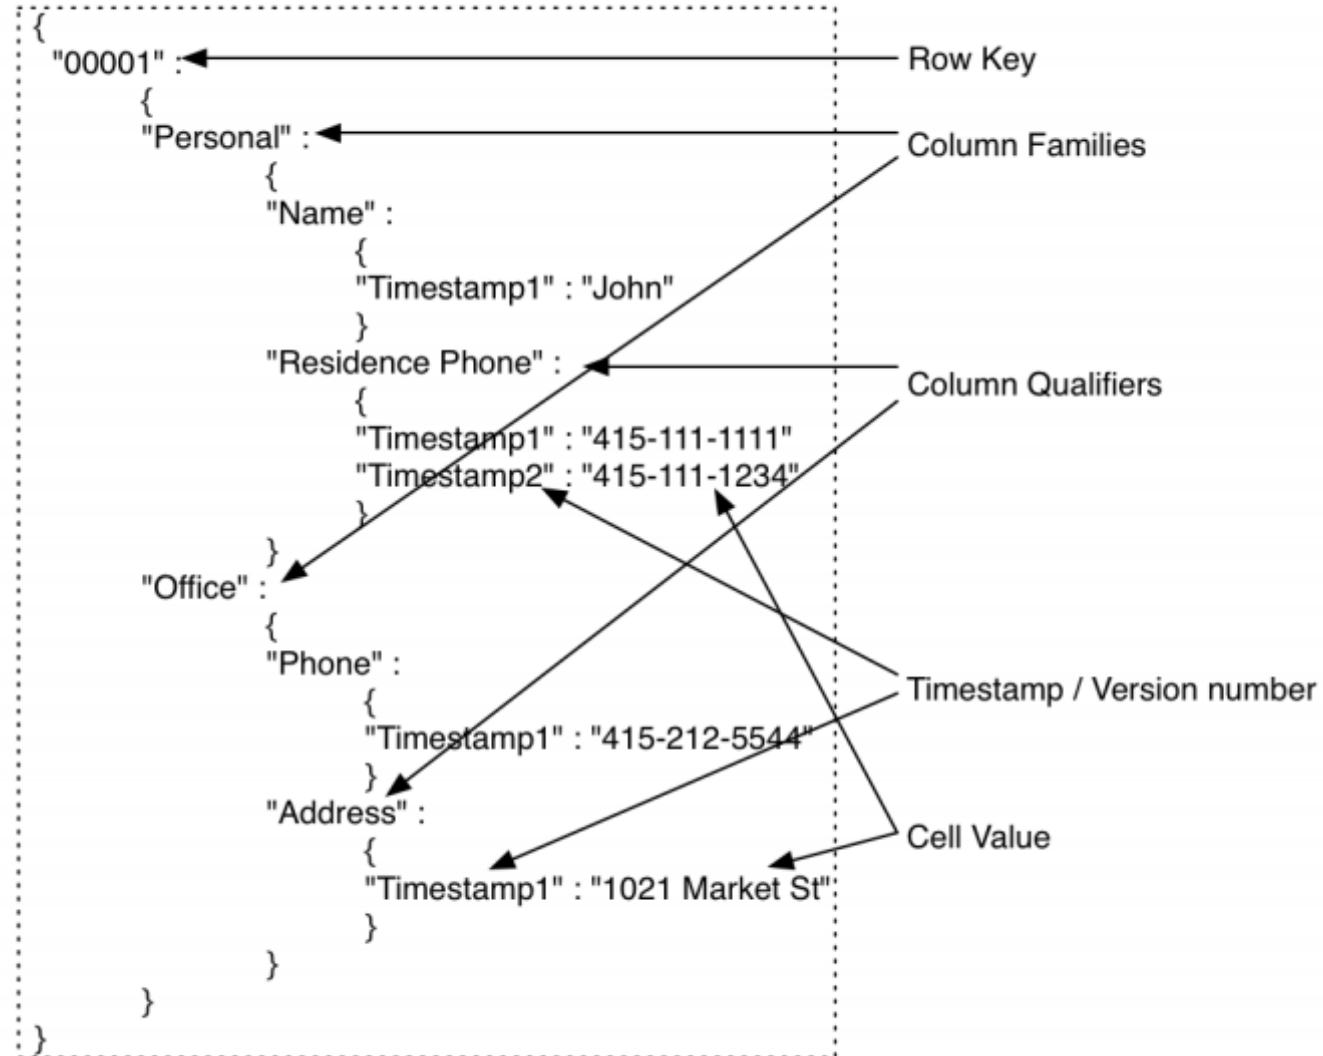 {
"00001" :
Row Key
{
"Personal" :
Column Families
{
"Name" :
{
"Timestamp1" : "John"
}
"Residence Phone" :
Column Qualifiers
{
"Timestamp1" : "415-111-1111"
"Timestamp2" : "415-111-1234"
}
}
"Office" :
{
"Phone" :
Timestamp / Version number
{
"Timestamp1" : "415-212-5544"
}
"Address" :
Cell Value
{
"Timestamp1" : "1021 Market St"
}
}
}
}